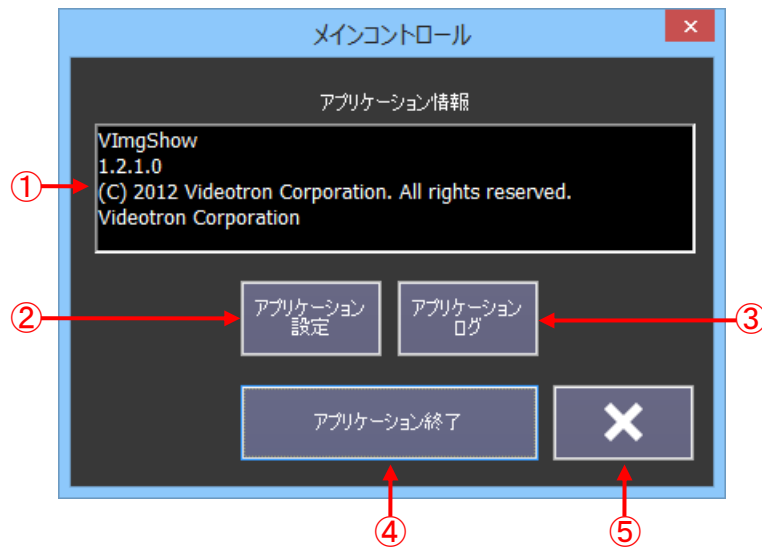 メインコントロール
×
アプリケーション情報
VImgShow
1.2.1.0
(C) 2012 Videotron Corporation. All rights reserved.
Videotron Corporation
①
アプリケーション
設定
アプリケーション
ログ
②
③
アプリケーション終了
④
⑤